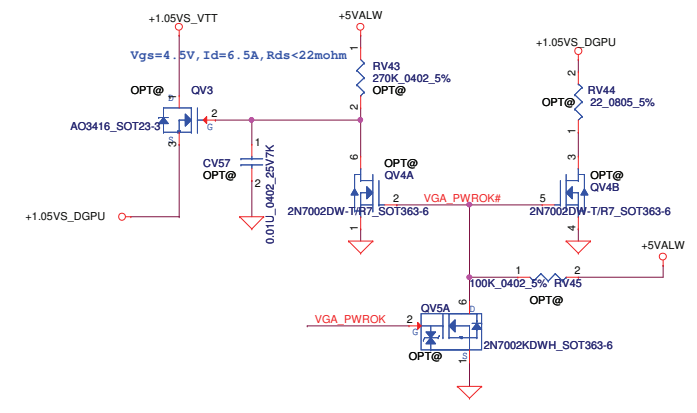 +1.05VS_VTT
+5VALW
Vgs=4.5V,Id=6.5A,Rds<22mohm
+1.05VS_DGPU
1
RV43
270K_0402_5%
OPT@
2
2
RV44
22_0805_5%
OPT@
1
OPT@
QV3
1
D
2
G
AO3416_SOT23-3
S
3
1
CV57
OPT@
2
0.01U_0402_25V7K
6
OPT@
QV4A
2
2N7002DW-T/R7_SOT363-6
1
VGA_PWROK#
3
OPT@
QV4B
5
2N7002DW-T/R7_SOT363-6
4
+1.05VS_DGPU
+5VALW
1
2
100K_0402_5%
RV45
OPT@
QV5A
6
D
VGA_PWROK
2
G
2N7002KDWH_SOT363-6
OPT@
S
1